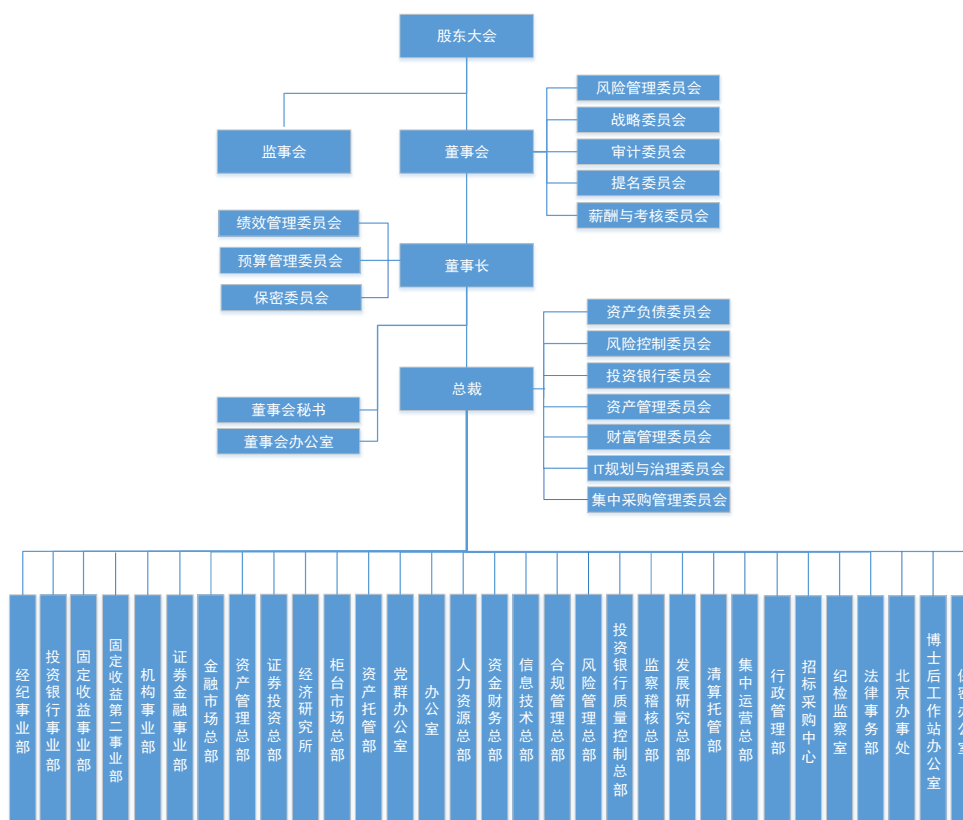 股东大会
风险管理委员会
战略委员会
监事会
董事会
审计委员会
提名委员会
薪酬与考核委员会
绩效管理委员会
预算管理委员会
董事长
保密委员会
资产负债委员会
风险控制委员会
投资银行委员会
总裁
资产管理委员会
董事会秘书
财富管理委员会
董事会办公室
IT规划与治理委员会
集中采购管理委员会
经纪事业部
投资银行事业部
固定收益事业部
固定收益第二事业部
机构事业部
证券金融事业部
金融市场总部
资产管理总部
证券投资总部
经济研究所
柜台市场总部
资产托管部
党群办公室
办公室
人力资源总部
资金财务总部
信息技术总部
合规管理总部
风险管理总部
投资银行质量控制总部
监察稽核总部
发展研究总部
清算托管部
集中运营总部
行政管理部
招标采购中心
纪检监察室
法律事务部
北京办事处
博士后工作站办公室
保密办公室